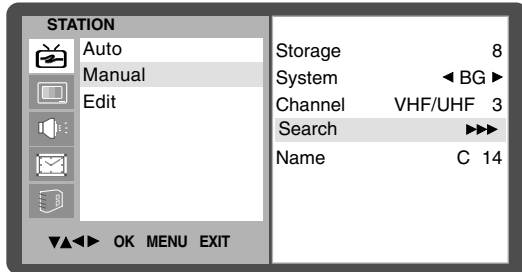 STATION
Auto
Manual
Edit
▼▲◀▶ OK MENU EXIT
Storage 8
System ◀ BG ▶
Channel VHF/UHF 3
Search ▶▶▶
Name C 14